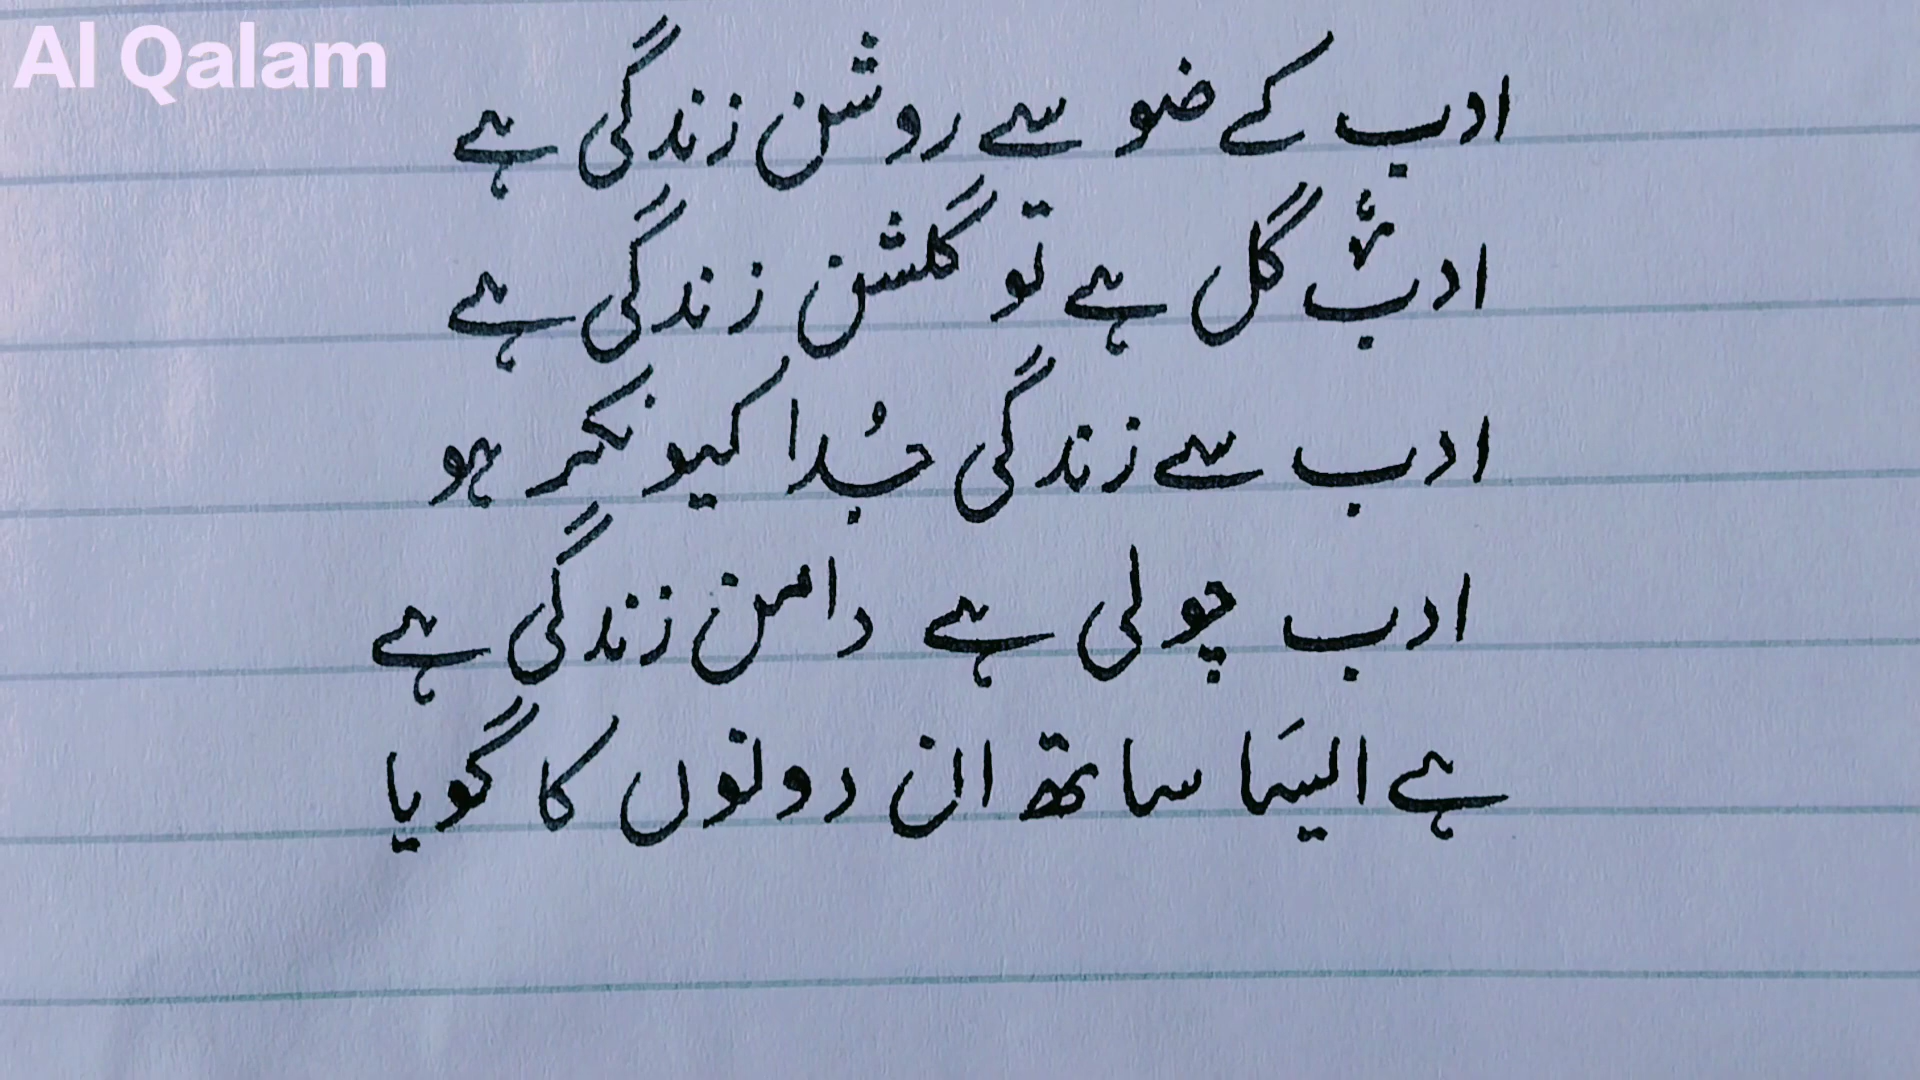 Al Qalam
ادب کے ضو سے روشن زندگی ہے
ادب گل ہے تو گلشن زندگی ہے
ادب سے زندگی جُدا کیونکر ہو
ادب چولی ہے دامن زندگی ہے
ہے ایسَا ساتھ ان دونوں کا گویا